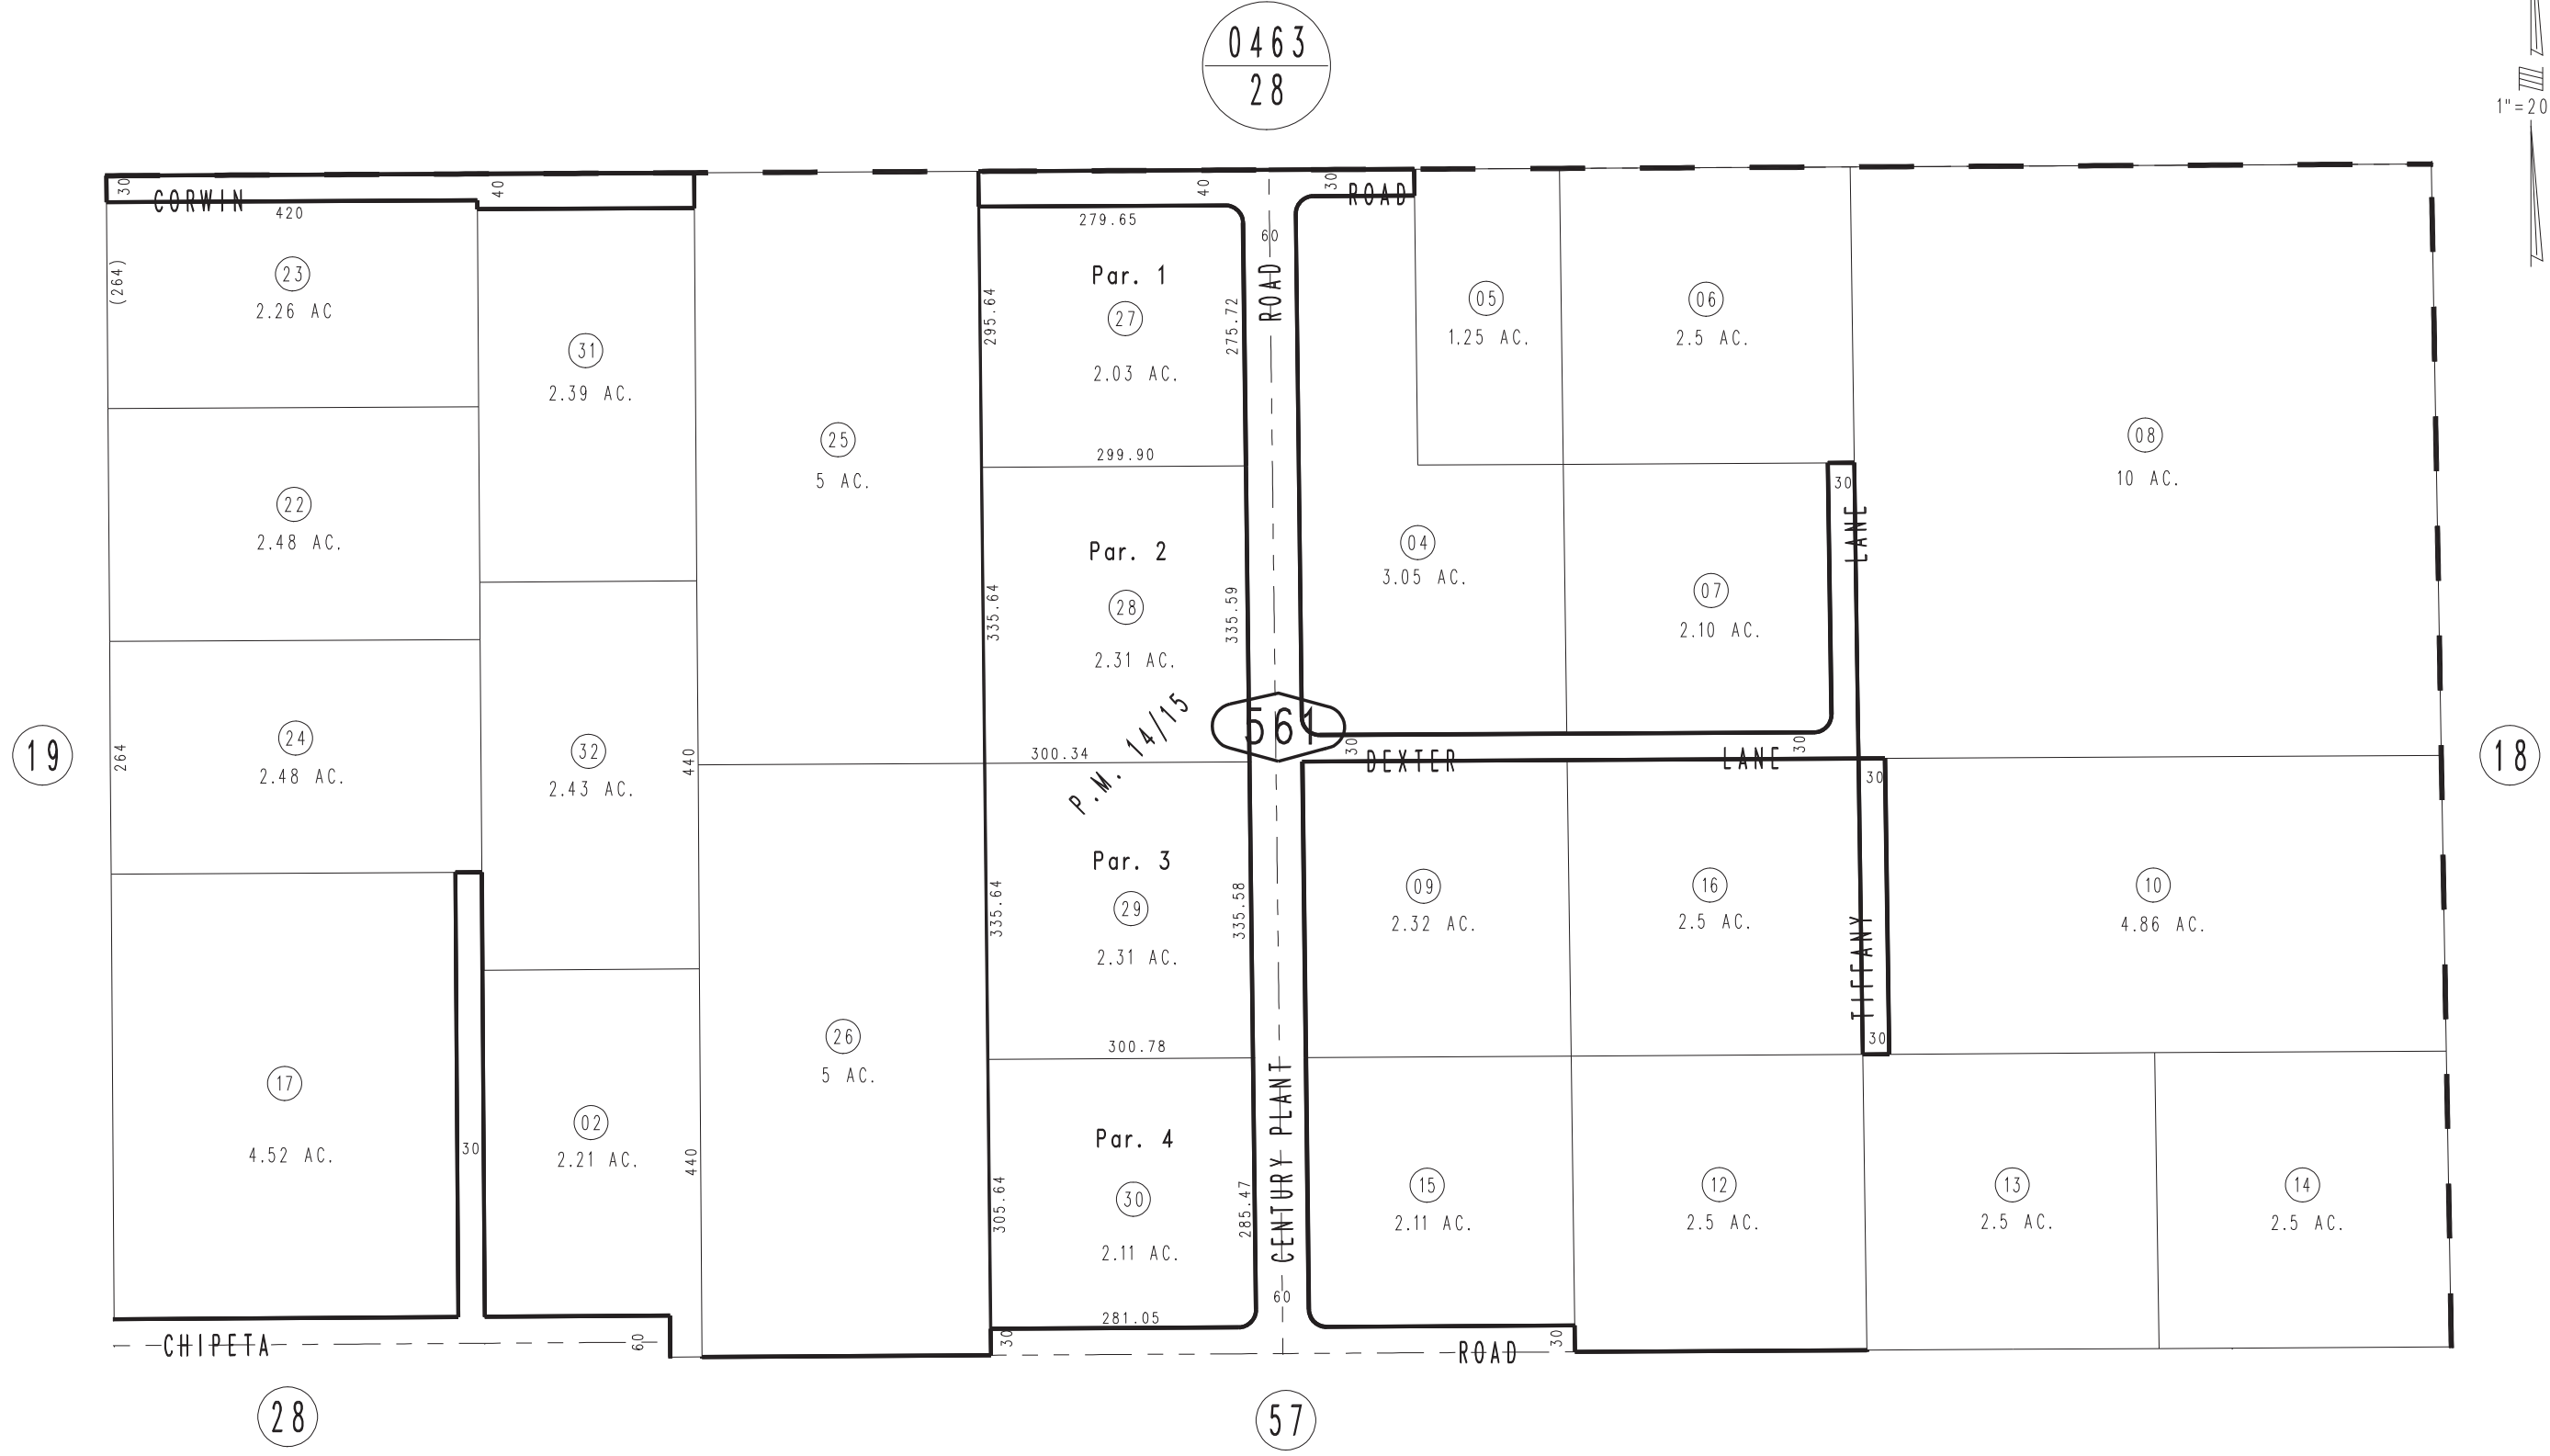 0463
28
1"=20
30
CORWIN
420
40
40
30
ROAD
279.65
60
(264)
23
2.26 AC
31
2.39 AC.
25
5 AC.
295.64
Par. 1
27
2.03 AC.
275.72
ROAD
299.90
05
1.25 AC.
06
2.5 AC.
08
10 AC.
22
2.48 AC.
30
LANE
335.64
Par. 2
28
2.31 AC.
335.59
04
3.05 AC.
07
2.10 AC.
19
264
24
2.48 AC.
32
2.43 AC.
440
300.34
P.M. 14/15
561
30
DEXTER
LANE
30
30
18
335.64
Par. 3
29
2.31 AC.
335.58
300.78
09
2.32 AC.
16
2.5 AC.
TIFFANY
30
10
4.86 AC.
17
4.52 AC.
30
02
2.21 AC.
440
26
5 AC.
305.64
Par. 4
30
2.11 AC.
285.47
281.05
CENTURY PLANT
60
15
2.11 AC.
12
2.5 AC.
13
2.5 AC.
14
2.5 AC.
CHIPETA
60
30
ROAD
30
28
57